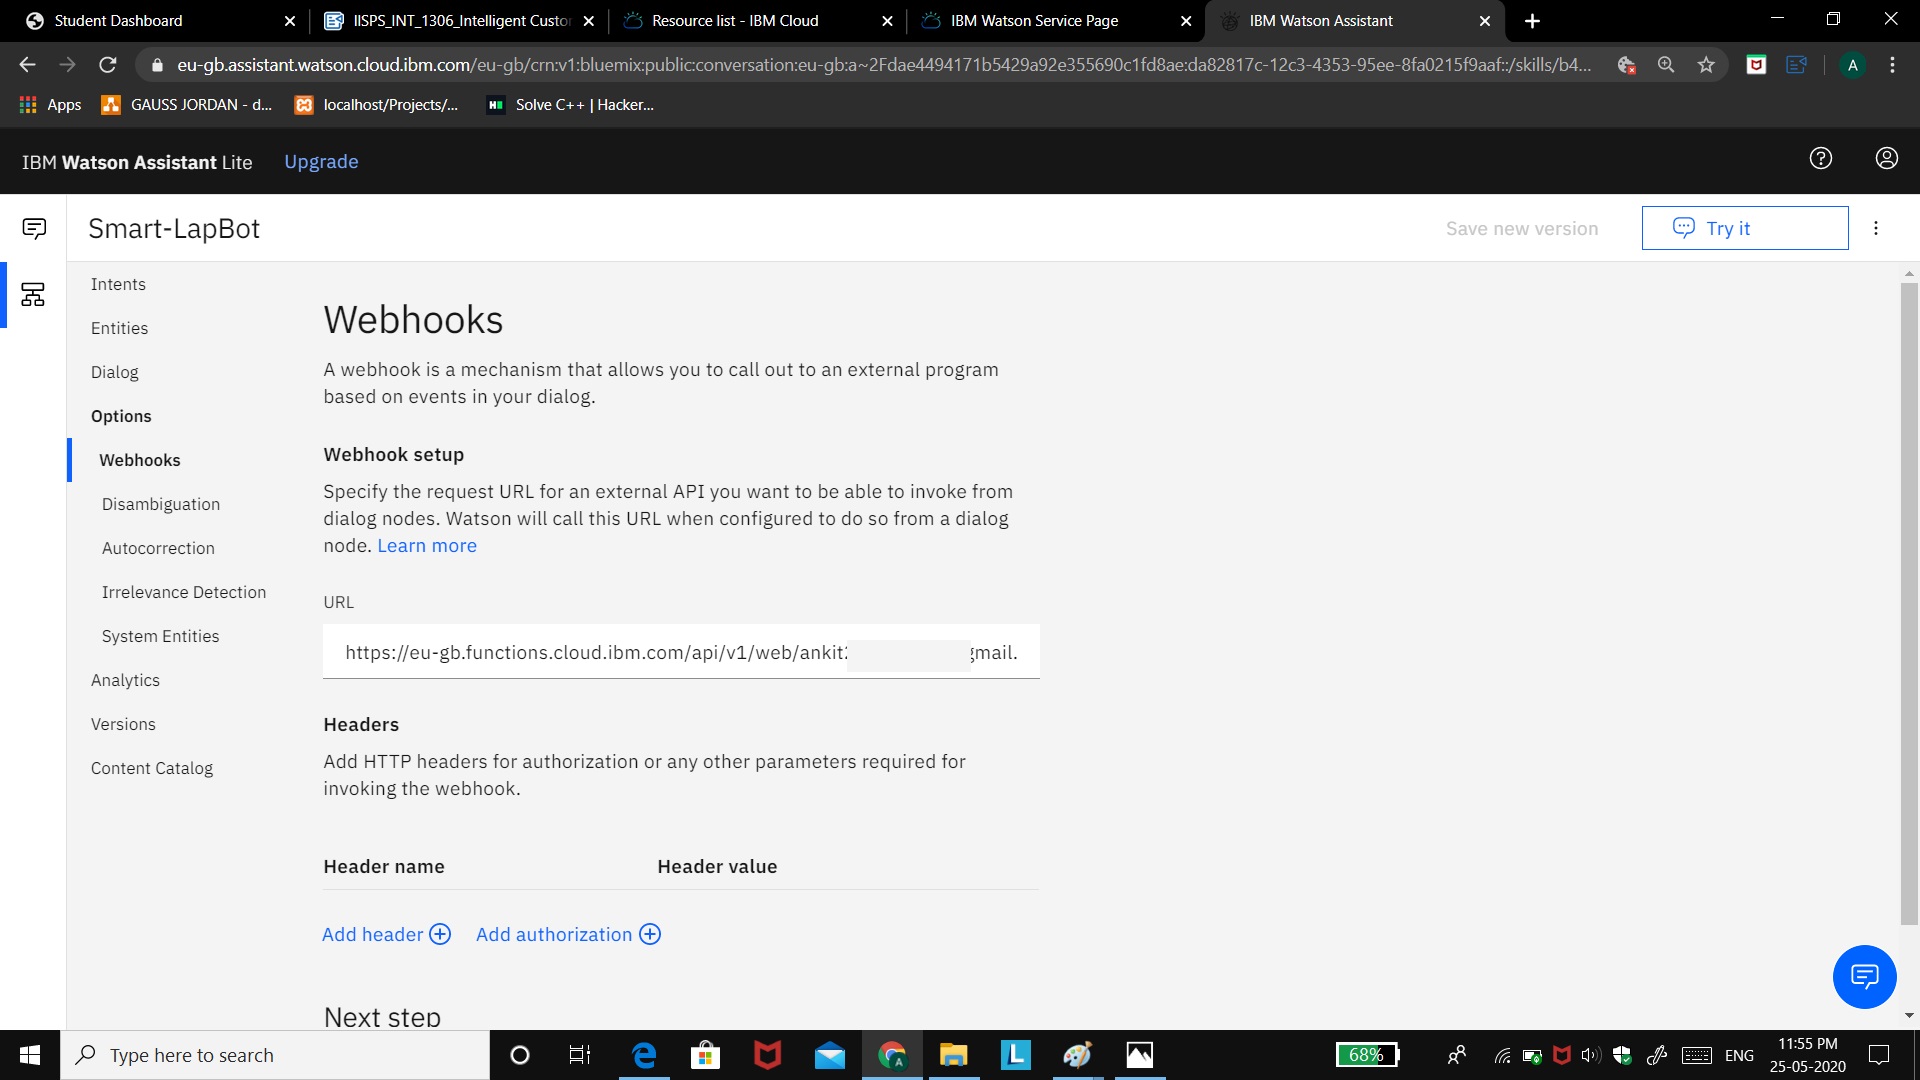 Student Dashboard
IISPS_INT_1306_Intelligent Custo
Resource list - IBM Cloud
IBM Watson Service Page
IBM Watson Assistant
eu-gb.assistant.watson.cloud.ibm.com/eu-gb/crn:v1:bluemix:public:conversation:eu-gb:a~2Fdae4494171b5429a92e355690c1fd8ae:da82817c-12c3-4353-95ee-8fa0215f9aaf::/skills/b4...
A
Apps
GAUSS JORDAN - d...
localhost/Projects/...
Solve C++ | Hacker...
IBM Watson Assistant Lite
Upgrade
Smart-LapBot
Save new version
Try it
Intents
Entities
Dialog
Options
Webhooks
Disambiguation
Autocorrection
Irrelevance Detection
System Entities
Analytics
Versions
Content Catalog
Webhooks
A webhook is a mechanism that allows you to call out to an external program
based on events in your dialog.
Webhook setup
Specify the request URL for an external API you want to be able to invoke from
dialog nodes. Watson will call this URL when configured to do so from a dialog
node. Learn more
URL
https://eu-gb.functions.cloud.ibm.com/api/v1/web/ankit gmail.
Headers
Add HTTP headers for authorization or any other parameters required for
invoking the webhook.
Header name Header value
Add header Add authorization
Next step
Type here to search
68%
ENG
11:55 PM
25-05-2020